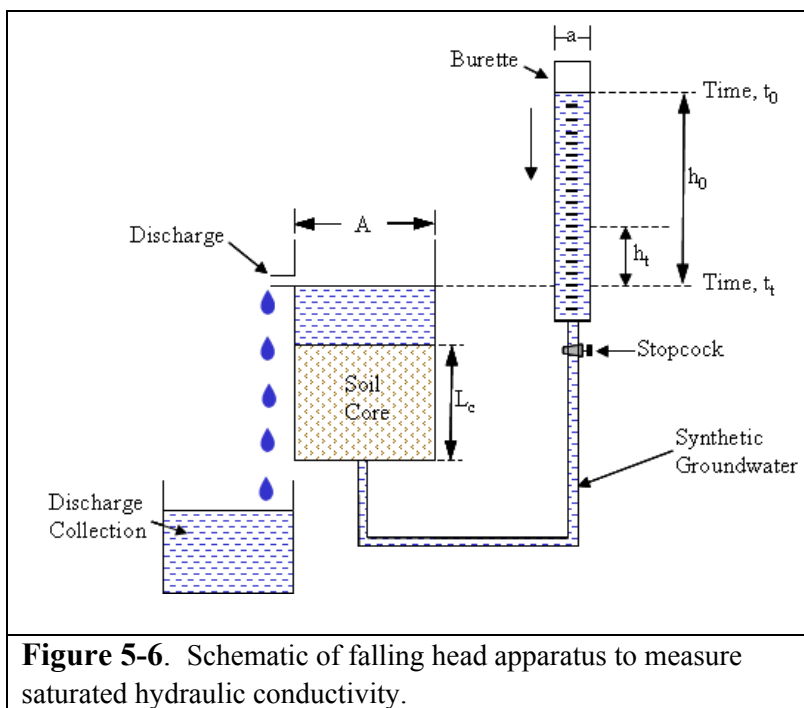 a
Burette
Time, t₀
h₀
A
Discharge
hₜ
Time, tₜ
Stopcock
Soil
Core
L꜀
Synthetic
Groundwater
Discharge
Collection
Figure 5-6. Schematic of falling head apparatus to measure
saturated hydraulic conductivity.